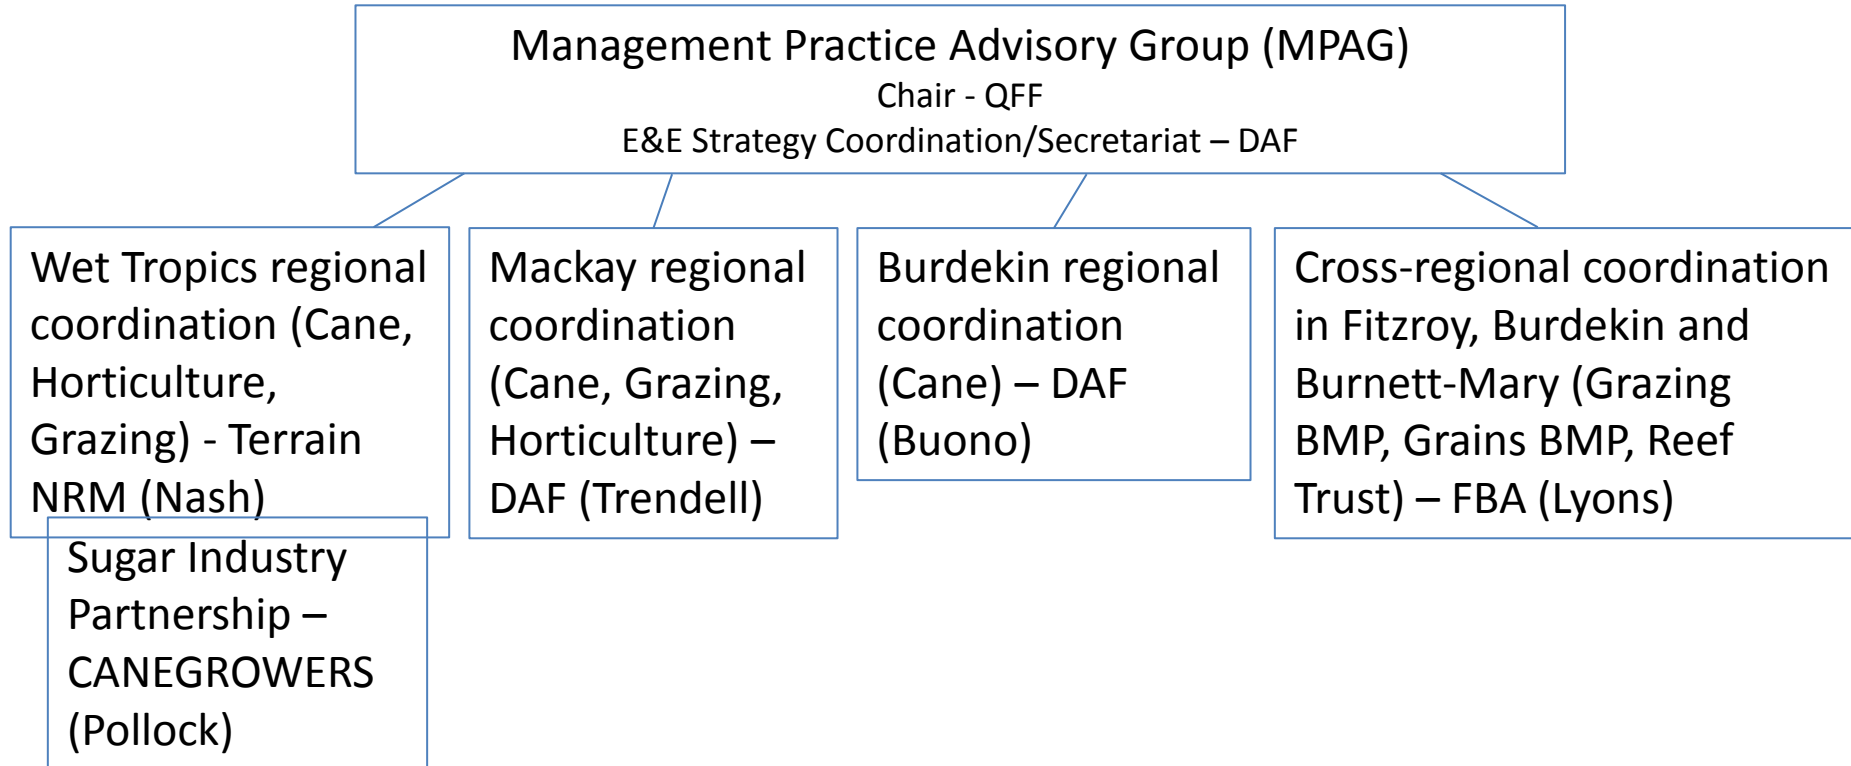 Management Practice Advisory Group (MPAG)
Chair - QFF
E&E Strategy Coordination/Secretariat – DAF
Wet Tropics regional
coordination (Cane,
Horticulture,
Grazing) - Terrain
NRM (Nash)
Sugar Industry
Partnership –
CANEGROWERS
(Pollock)
Mackay regional
coordination
(Cane, Grazing,
Horticulture) –
DAF (Trendell)
Burdekin regional
coordination
(Cane) – DAF
(Buono)
Cross-regional coordination
in Fitzroy, Burdekin and
Burnett-Mary (Grazing
BMP, Grains BMP, Reef
Trust) – FBA (Lyons)